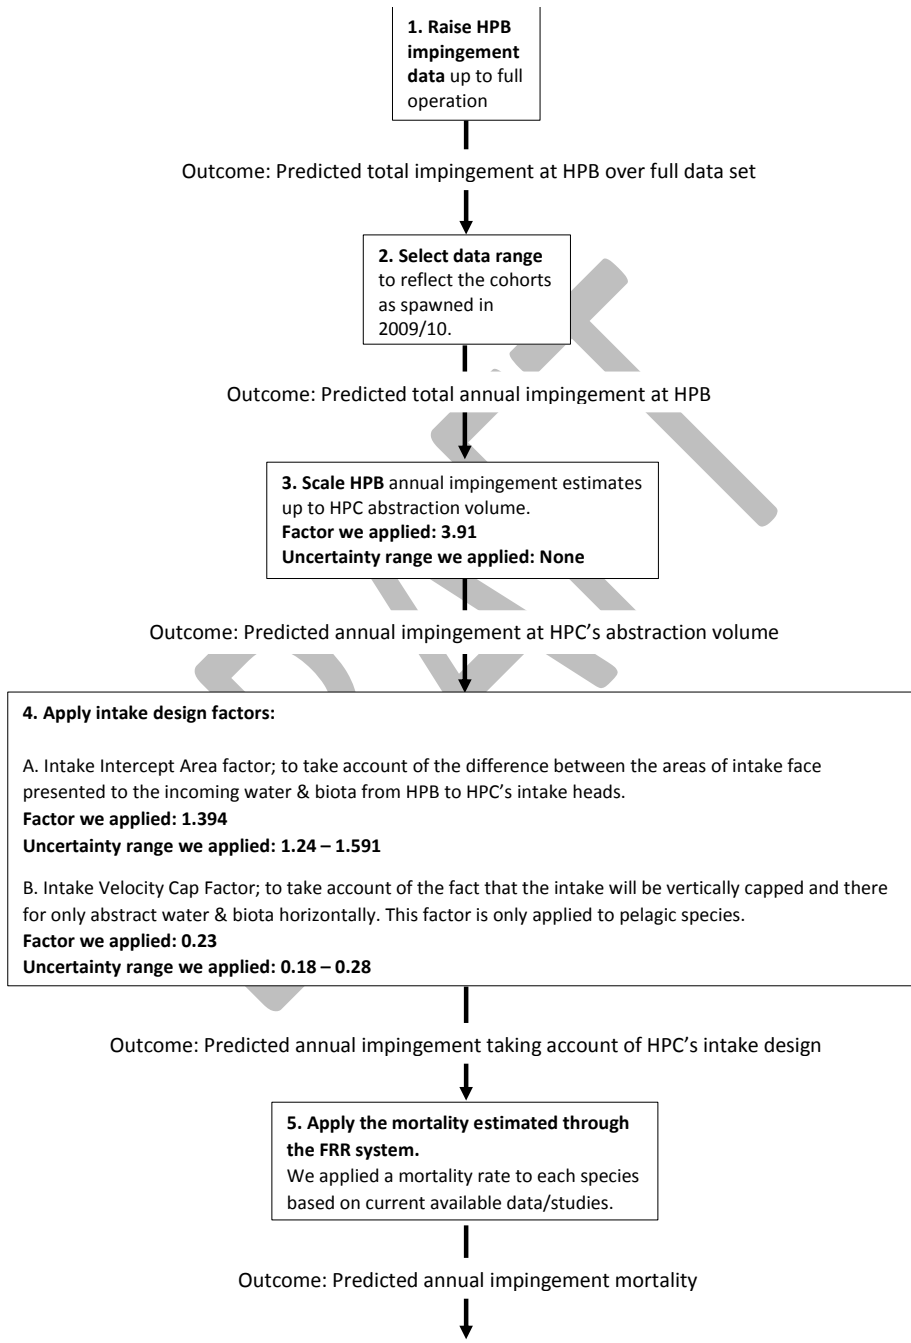 1. Raise HPB
impingement
data up to full
operation
Outcome: Predicted total impingement at HPB over full data set
2. Select data range
to reflect the cohorts
as spawned in
2009/10.
Outcome: Predicted total annual impingement at HPB
3. Scale HPB annual impingement estimates
up to HPC abstraction volume.
Factor we applied: 3.91
Uncertainty range we applied: None
Outcome: Predicted annual impingement at HPC’s abstraction volume
4. Apply intake design factors:
A. Intake Intercept Area factor; to take account of the difference between the areas of intake face
presented to the incoming water & biota from HPB to HPC’s intake heads.
Factor we applied: 1.394
Uncertainty range we applied: 1.24 – 1.591
B. Intake Velocity Cap Factor; to take account of the fact that the intake will be vertically capped and there
for only abstract water & biota horizontally. This factor is only applied to pelagic species.
Factor we applied: 0.23
Uncertainty range we applied: 0.18 – 0.28
Outcome: Predicted annual impingement taking account of HPC’s intake design
5. Apply the mortality estimated through
the FRR system.
We applied a mortality rate to each species
based on current available data/studies.
Outcome: Predicted annual impingement mortality
DRAFT